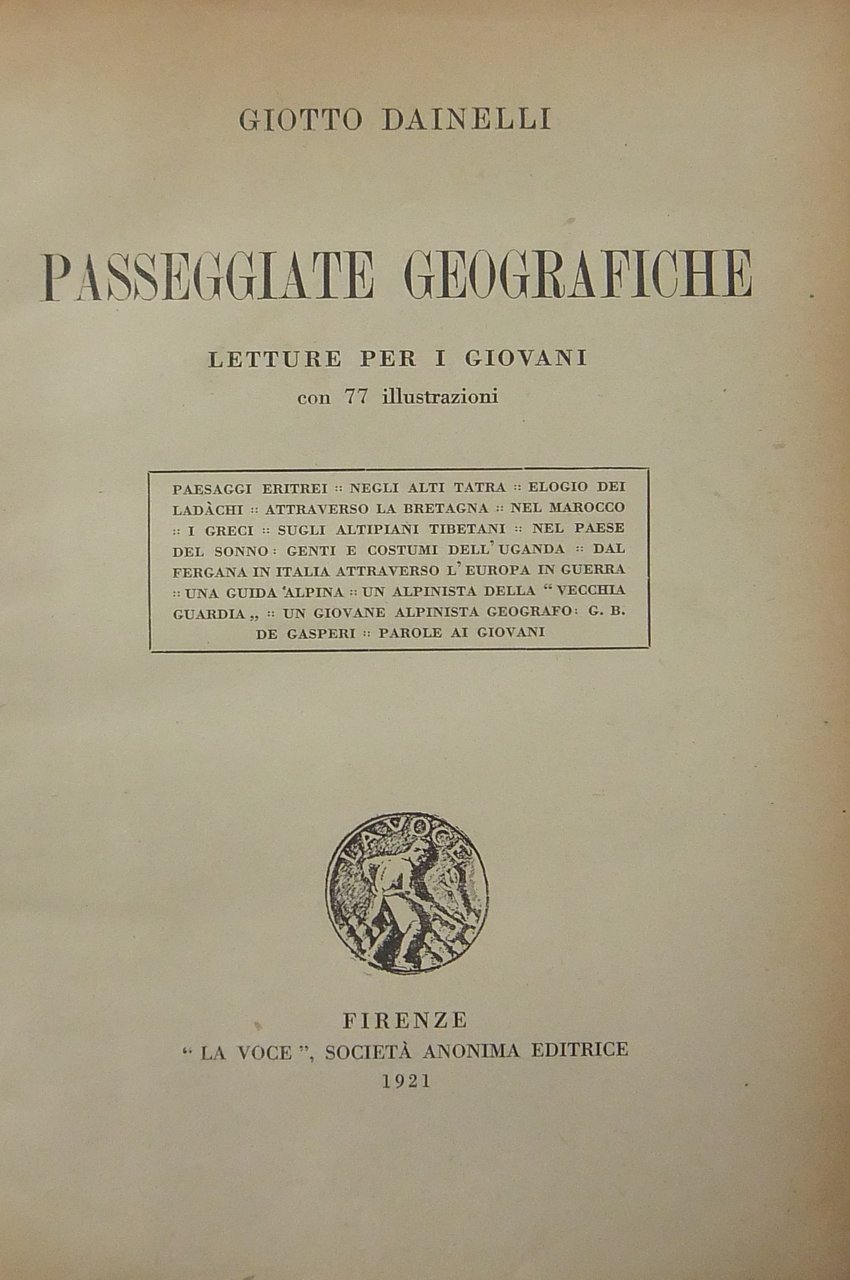 GIOTTO DAINELLI
PASSEGGIATE GEOGRAFICHE
LETTURE PER I GIOVANI
con 77 illustrazioni
PAESAGGI ERITREI :: NEGLI ALTI TATRA :: ELOGIO DEI
LADÀCHI :: ATTRAVERSO LA BRETAGNA :: NEL MAROCCO
:: I GRECI :: SUGLI ALTIPIANI TIBETANI :: NEL PAESE
DEL SONNO: GENTI E COSTUMI DELL'UGANDA :: DAL
FERGANA IN ITALIA ATTRAVERSO L'EUROPA IN GUERRA
:: UNA GUIDA ALPINA :: UN ALPINISTA DELLA “VECCHIA
GUARDIA„ :: UN GIOVANE ALPINISTA GEOGRAFO: G. B.
DE GASPERI :: PAROLE AI GIOVANI
LA VOCE
FIRENZE
“LA VOCE”, SOCIETÀ ANONIMA EDITRICE
1921